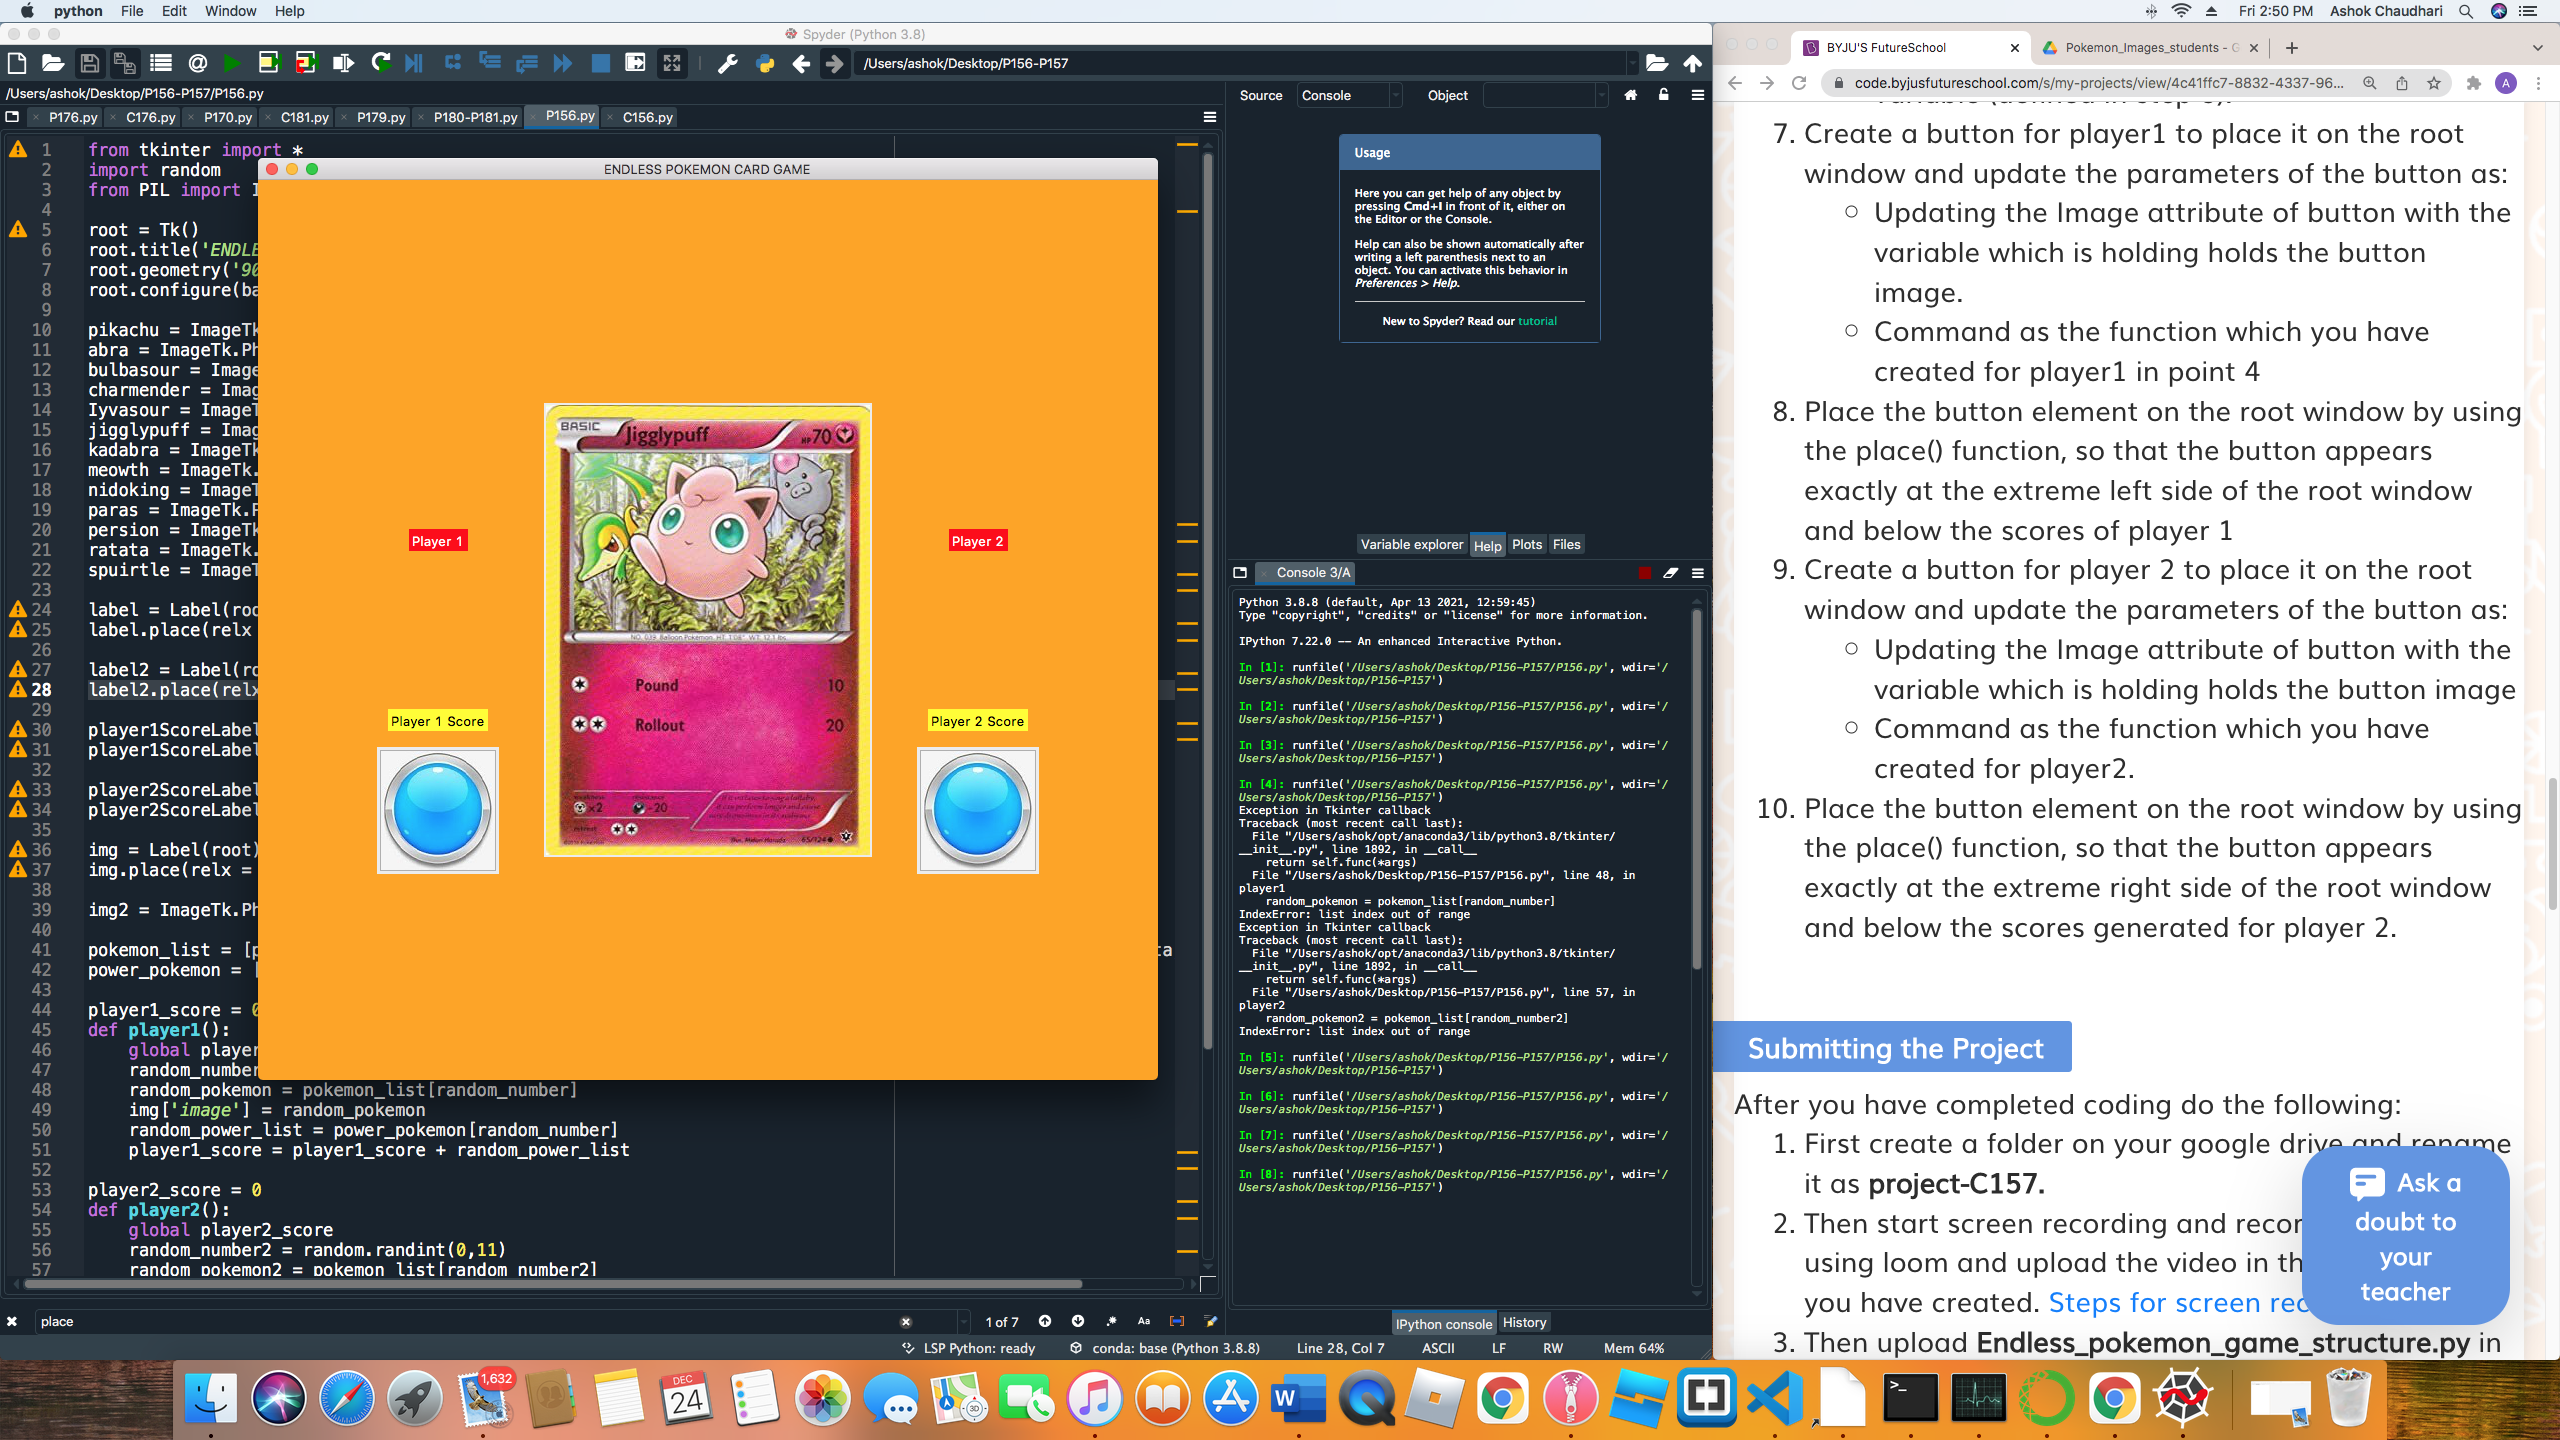 python File Edit Window Help
Fri 2:50 PM Ashok Chaudhari
Spyder (Python 3.8)
/Users/ashok/Desktop/P156-P157
/Users/ashok/Desktop/P156-P157/P156.py
P176.py C176.py P170.py C181.py P179.py P180-P181.py P156.py C156.py
1 from tkinter import *
2 import random
3 from PIL import I
4
5 root = Tk()
6 root.title('ENDLE
7 root.geometry('90
8 root.configure(ba
9
10 pikachu = ImageTk
11 abra = ImageTk.Ph
12 bulbasour = Image
13 charmender = Imag
14 Iyvasour = ImageT
15 jigglypuff = Imag
16 kadabra = ImageTk
17 meowth = ImageTk.
18 nidoking = ImageT
19 paras = ImageTk.P
20 persion = ImageTk
21 ratata = ImageTk.
22 spuirtle = ImageT
23
24 label = Label(roo
25 label.place(relx
26
27 label2 = Label(ro
28 label2.place(relx
29
30 player1ScoreLabel
31 player1ScoreLabel
32
33 player2ScoreLabel
34 player2ScoreLabel
35
36 img = Label(root)
37 img.place(relx =
38
39 img2 = ImageTk.Ph
40
41 pokemon_list = [p ta
42 power_pokemon = [
43
44 player1_score = 0
45 def player1():
46 global player
47 random_number
48 random_pokemon = pokemon_list[random_number]
49 img['image'] = random_pokemon
50 random_power_list = power_pokemon[random_number]
51 player1_score = player1_score + random_power_list
52
53 player2_score = 0
54 def player2():
55 global player2_score
56 random_number2 = random.randint(0,11)
57 random_pokemon2 = pokemon_list[random_number2]
ENDLESS POKEMON CARD GAME
BASIC Jigglypuff HP 70
NO. 039 Balloon Pokémon HT: 1'08" WT: 12.1 lbs.
Pound 10
Rollout 20
x2 -20
65/124
Player 1
Player 2
Player 1 Score
Player 2 Score
place
1 of 7
Aa
Source Console Object
Usage
Here you can get help of any object by
pressing Cmd+I in front of it, either on
the Editor or the Console.
Help can also be shown automatically after
writing a left parenthesis next to an
object. You can activate this behavior in
Preferences > Help.
New to Spyder? Read our tutorial
Variable explorer Help Plots Files
Console 3/A
Python 3.8.8 (default, Apr 13 2021, 12:59:45)
Type "copyright", "credits" or "license" for more information.
IPython 7.22.0 -- An enhanced Interactive Python.
In [1]: runfile('/Users/ashok/Desktop/P156-P157/P156.py', wdir='/
Users/ashok/Desktop/P156-P157')
In [2]: runfile('/Users/ashok/Desktop/P156-P157/P156.py', wdir='/
Users/ashok/Desktop/P156-P157')
In [3]: runfile('/Users/ashok/Desktop/P156-P157/P156.py', wdir='/
Users/ashok/Desktop/P156-P157')
In [4]: runfile('/Users/ashok/Desktop/P156-P157/P156.py', wdir='/
Users/ashok/Desktop/P156-P157')
Exception in Tkinter callback
Traceback (most recent call last):
File "/Users/ashok/opt/anaconda3/lib/python3.8/tkinter/
__init__.py", line 1892, in __call__
return self.func(*args)
File "/Users/ashok/Desktop/P156-P157/P156.py", line 48, in
player1
random_pokemon = pokemon_list[random_number]
IndexError: list index out of range
Exception in Tkinter callback
Traceback (most recent call last):
File "/Users/ashok/opt/anaconda3/lib/python3.8/tkinter/
__init__.py", line 1892, in __call__
return self.func(*args)
File "/Users/ashok/Desktop/P156-P157/P156.py", line 57, in
player2
random_pokemon2 = pokemon_list[random_number2]
IndexError: list index out of range
In [5]: runfile('/Users/ashok/Desktop/P156-P157/P156.py', wdir='/
Users/ashok/Desktop/P156-P157')
In [6]: runfile('/Users/ashok/Desktop/P156-P157/P156.py', wdir='/
Users/ashok/Desktop/P156-P157')
In [7]: runfile('/Users/ashok/Desktop/P156-P157/P156.py', wdir='/
Users/ashok/Desktop/P156-P157')
In [8]: runfile('/Users/ashok/Desktop/P156-P157/P156.py', wdir='/
Users/ashok/Desktop/P156-P157')
IPython console History
LSP Python: ready conda: base (Python 3.8.8) Line 28, Col 7 ASCII LF RW Mem 64%
BYJU'S FutureSchool
Pokemon_Images_students - G
code.byjusfutureschool.com/s/my-projects/view/4c41ffc7-8832-4337-96...
A
variable (defined in step 6).
7. Create a button for player1 to place it on the root
window and update the parameters of the button as:
Updating the Image attribute of button with the
variable which is holding holds the button
image.
Command as the function which you have
created for player1 in point 4
8. Place the button element on the root window by using
the place() function, so that the button appears
exactly at the extreme left side of the root window
and below the scores of player 1
9. Create a button for player 2 to place it on the root
window and update the parameters of the button as:
Updating the Image attribute of button with the
variable which is holding holds the button image
Command as the function which you have
created for player2.
10. Place the button element on the root window by using
the place() function, so that the button appears
exactly at the extreme right side of the root window
and below the scores generated for player 2.
Submitting the Project
After you have completed coding do the following:
1. First create a folder on your google drive and rename
it as project-C157.
2. Then start screen recording and recor
using loom and upload the video in th
you have created. Steps for screen rec
3. Then upload Endless_pokemon_game_structure.py in
Ask a
doubt to
your
teacher
1,632
DEC
24
3D
W